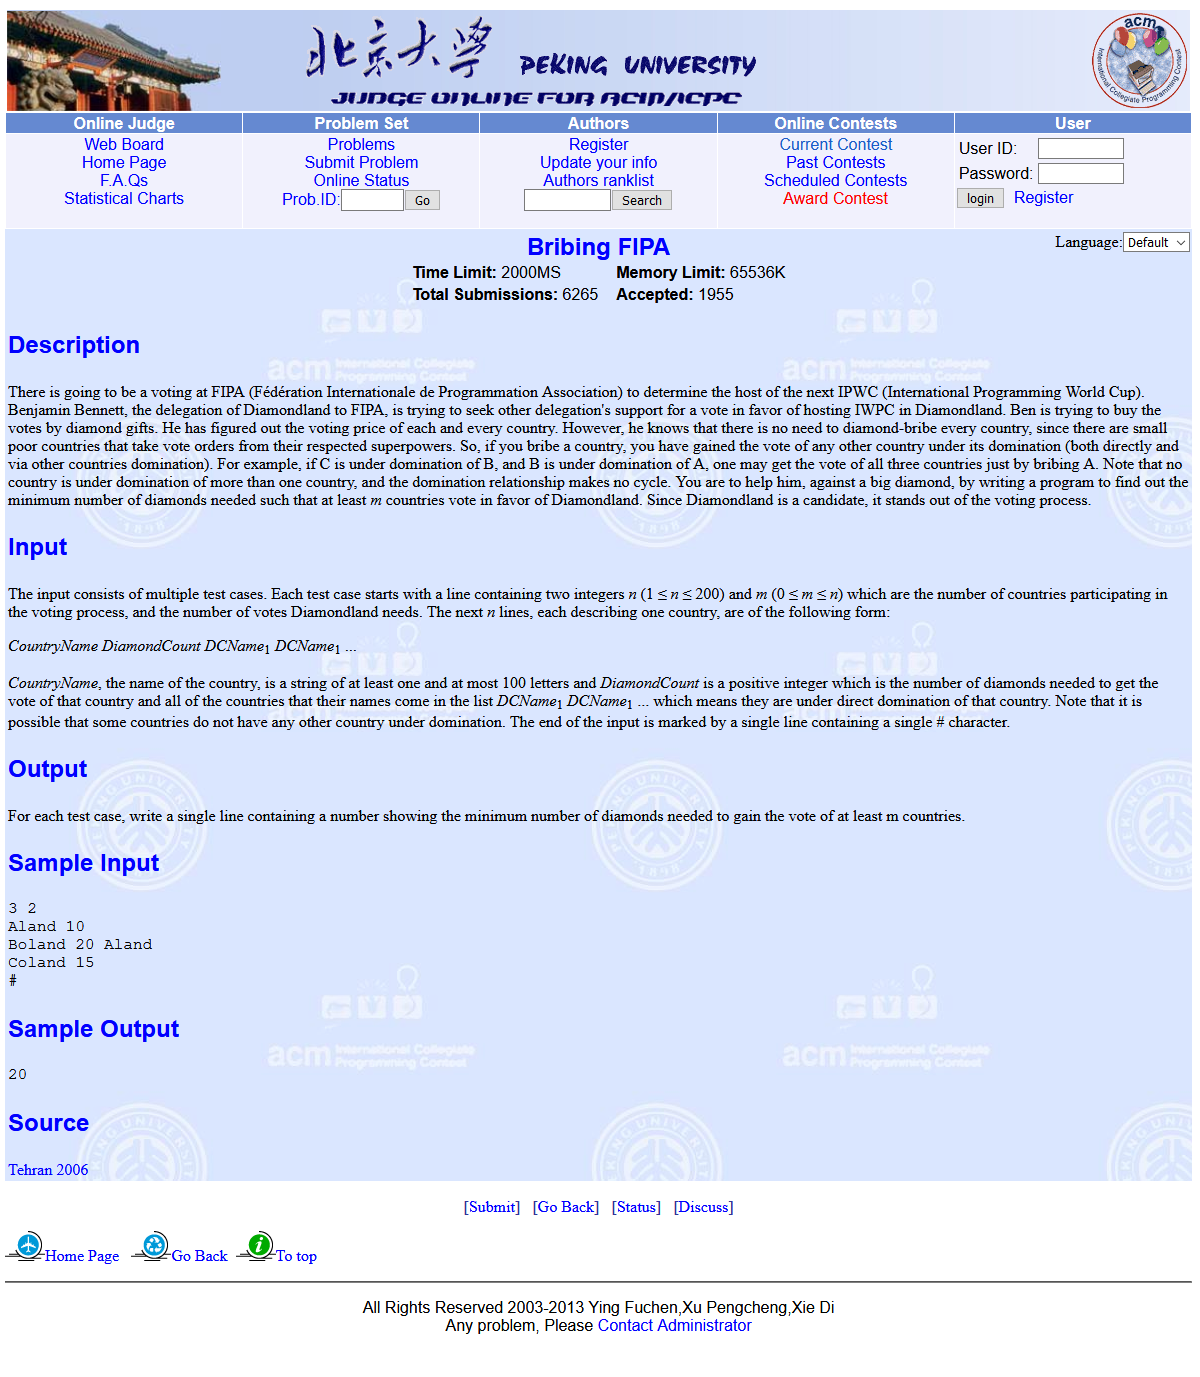 北京大學 PEKING UNIVERSITY
JUDGE ONLINE FOR ACM/ICPC
acm International Collegiate Programming Contest
Online Judge Problem Set Authors Online Contests User
Web Board Problems Register Current Contest User ID:
Home Page Submit Problem Update your info Past Contests Password:
F.A.Qs Online Status Authors ranklist Scheduled Contests
Statistical Charts Prob.ID: Go Search Award Contest login Register
Language: Default
Bribing FIPA
Time Limit: 2000MS Memory Limit: 65536K
Total Submissions: 6265 Accepted: 1955
Description
There is going to be a voting at FIPA (Fédération Internationale de Programmation Association) to determine the host of the next IPWC (International Programming World Cup).
Benjamin Bennett, the delegation of Diamondland to FIPA, is trying to seek other delegation's support for a vote in favor of hosting IWPC in Diamondland. Ben is trying to buy the
votes by diamond gifts. He has figured out the voting price of each and every country. However, he knows that there is no need to diamond-bribe every country, since there are small
poor countries that take vote orders from their respected superpowers. So, if you bribe a country, you have gained the vote of any other country under its domination (both directly and
via other countries domination). For example, if C is under domination of B, and B is under domination of A, one may get the vote of all three countries just by bribing A. Note that no
country is under domination of more than one country, and the domination relationship makes no cycle. You are to help him, against a big diamond, by writing a program to find out the
minimum number of diamonds needed such that at least m countries vote in favor of Diamondland. Since Diamondland is a candidate, it stands out of the voting process.
Input
The input consists of multiple test cases. Each test case starts with a line containing two integers n (1 ≤ n ≤ 200) and m (0 ≤ m ≤ n) which are the number of countries participating in
the voting process, and the number of votes Diamondland needs. The next n lines, each describing one country, are of the following form:
CountryName DiamondCount DCName1 DCName1 ...
CountryName, the name of the country, is a string of at least one and at most 100 letters and DiamondCount is a positive integer which is the number of diamonds needed to get the
vote of that country and all of the countries that their names come in the list DCName1 DCName1 ... which means they are under direct domination of that country. Note that it is
possible that some countries do not have any other country under domination. The end of the input is marked by a single line containing a single # character.
Output
For each test case, write a single line containing a number showing the minimum number of diamonds needed to gain the vote of at least m countries.
Sample Input
3 2
Aland 10
Boland 20 Aland
Coland 15
#
Sample Output
20
Source
Tehran 2006
[Submit] [Go Back] [Status] [Discuss]
Home Page Go Back To top
All Rights Reserved 2003-2013 Ying Fuchen,Xu Pengcheng,Xie Di
Any problem, Please Contact Administrator